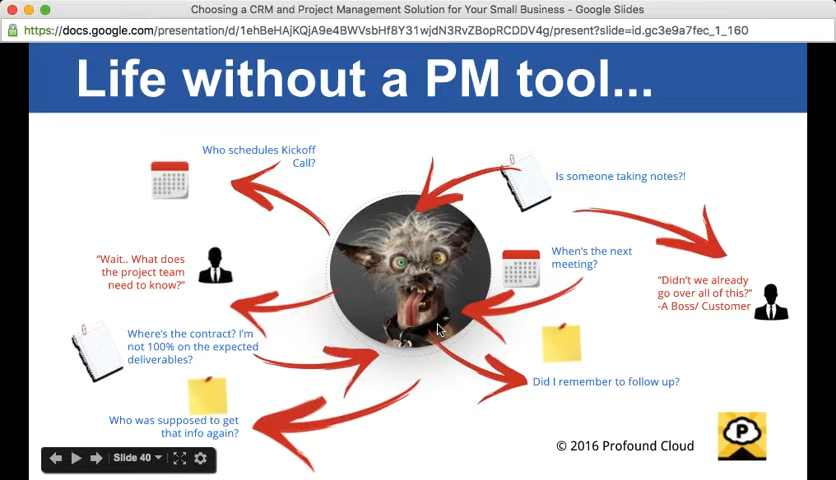 Choosing a CRM and Project Management Solution for Your Small Business - Google Slides
https://docs.google.com/presentation/d/1ehBeHAjKQjA9e4BWVsbHf8Y31wjdN3RvZBopRCDDV4g/present?slide=id.gc3e9a7fec_1_160
Life without a PM tool...
Who schedules Kickoff
Call?
Is someone taking notes?!
"Wait.. What does
the project team
need to know?"
When's the next
meeting?
"Didn't we already
go over all of this?"
-A Boss/ Customer
Where's the contract? I'm
not 100% on the expected
deliverables?
Did I remember to follow up?
Who was supposed to get
that info again?
© 2016 Profound Cloud
P
Slide 40